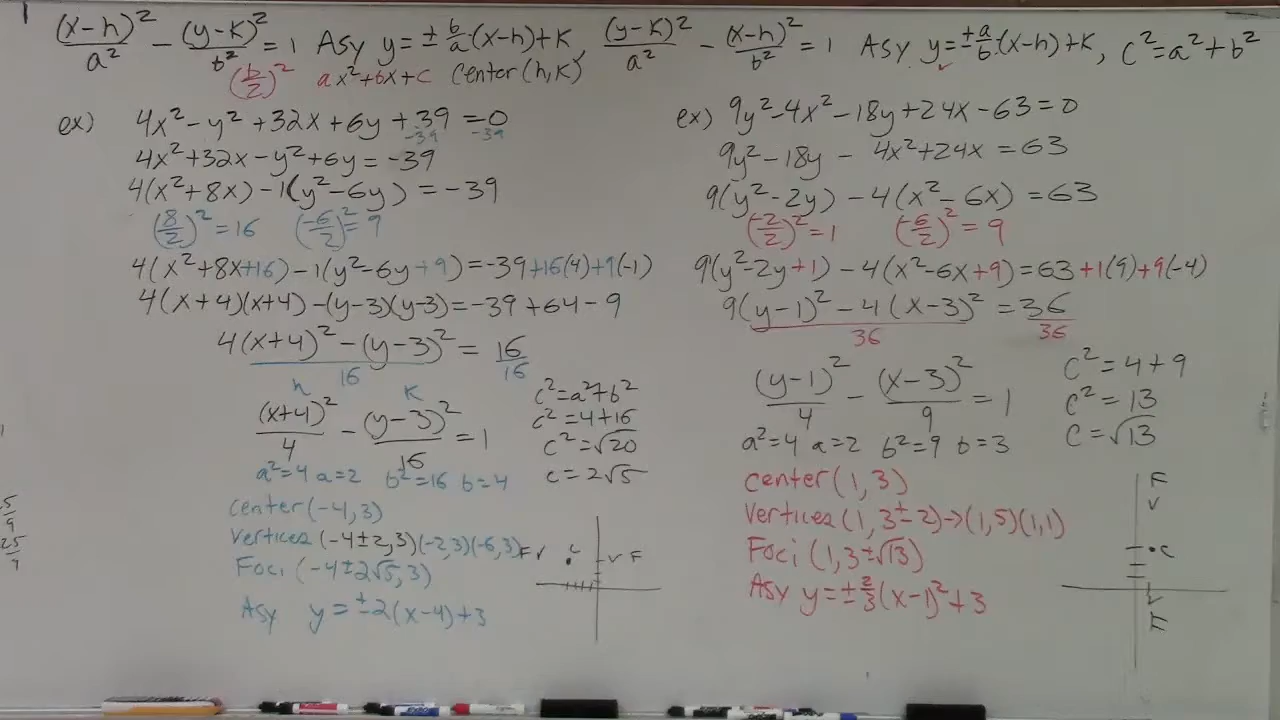 (x-h)²/a² - (y-k)²/b² = 1 Asy y = ± b/a (x-h)+k, (y-k)²/a² - (x-h)²/b² = 1 Asy y = ±a/b (x-h)+k, c²=a²+b²
(b/2)² ax²+bx+c center(h,k)
ex) 4x²-y²+32x+6y+39=0
-39 -39
4x²+32x-y²+6y=-39
4(x²+8x)-1(y²-6y)=-39
(8/2)²=16 (-6/2)²=9
4(x²+8x+16)-1(y²-6y+9)=-39+16(4)+9(-1)
4(x+4)(x+4)-(y-3)(y-3)=-39+64-9
4(x+4)²-(y-3)²=16
16 16
h k
(x+4)²/4 - (y-3)²/16 = 1
a²=4 a=2 b²=16 b=4
c²=a²+b²
c²=4+16
c²=√20
c=2√5
center(-4,3)
Vertices(-4±2,3)(-2,3)(-6,3)
Foci(-4±2√5,3)
Asy y=±2(x-4)+3
F V C V F
ex) 9y²-4x²-18y+24x-63=0
9y²-18y-4x²+24x=63
9(y²-2y)-4(x²-6x)=63
(-2/2)²=1 (-6/2)²=9
9(y²-2y+1)-4(x²-6x+9)=63+1(9)+9(-4)
9(y-1)²-4(x-3)²=36
36 36
(y-1)²/4 - (x-3)²/9 = 1
a²=4 a=2 b²=9 b=3
c²=4+9
c²=13
c=√13
center(1,3)
Vertices(1,3±2)→(1,5)(1,1)
Foci(1,3±√13)
Asy y=±2/3(x-1)²+3
F
V
C
V
F
5/9